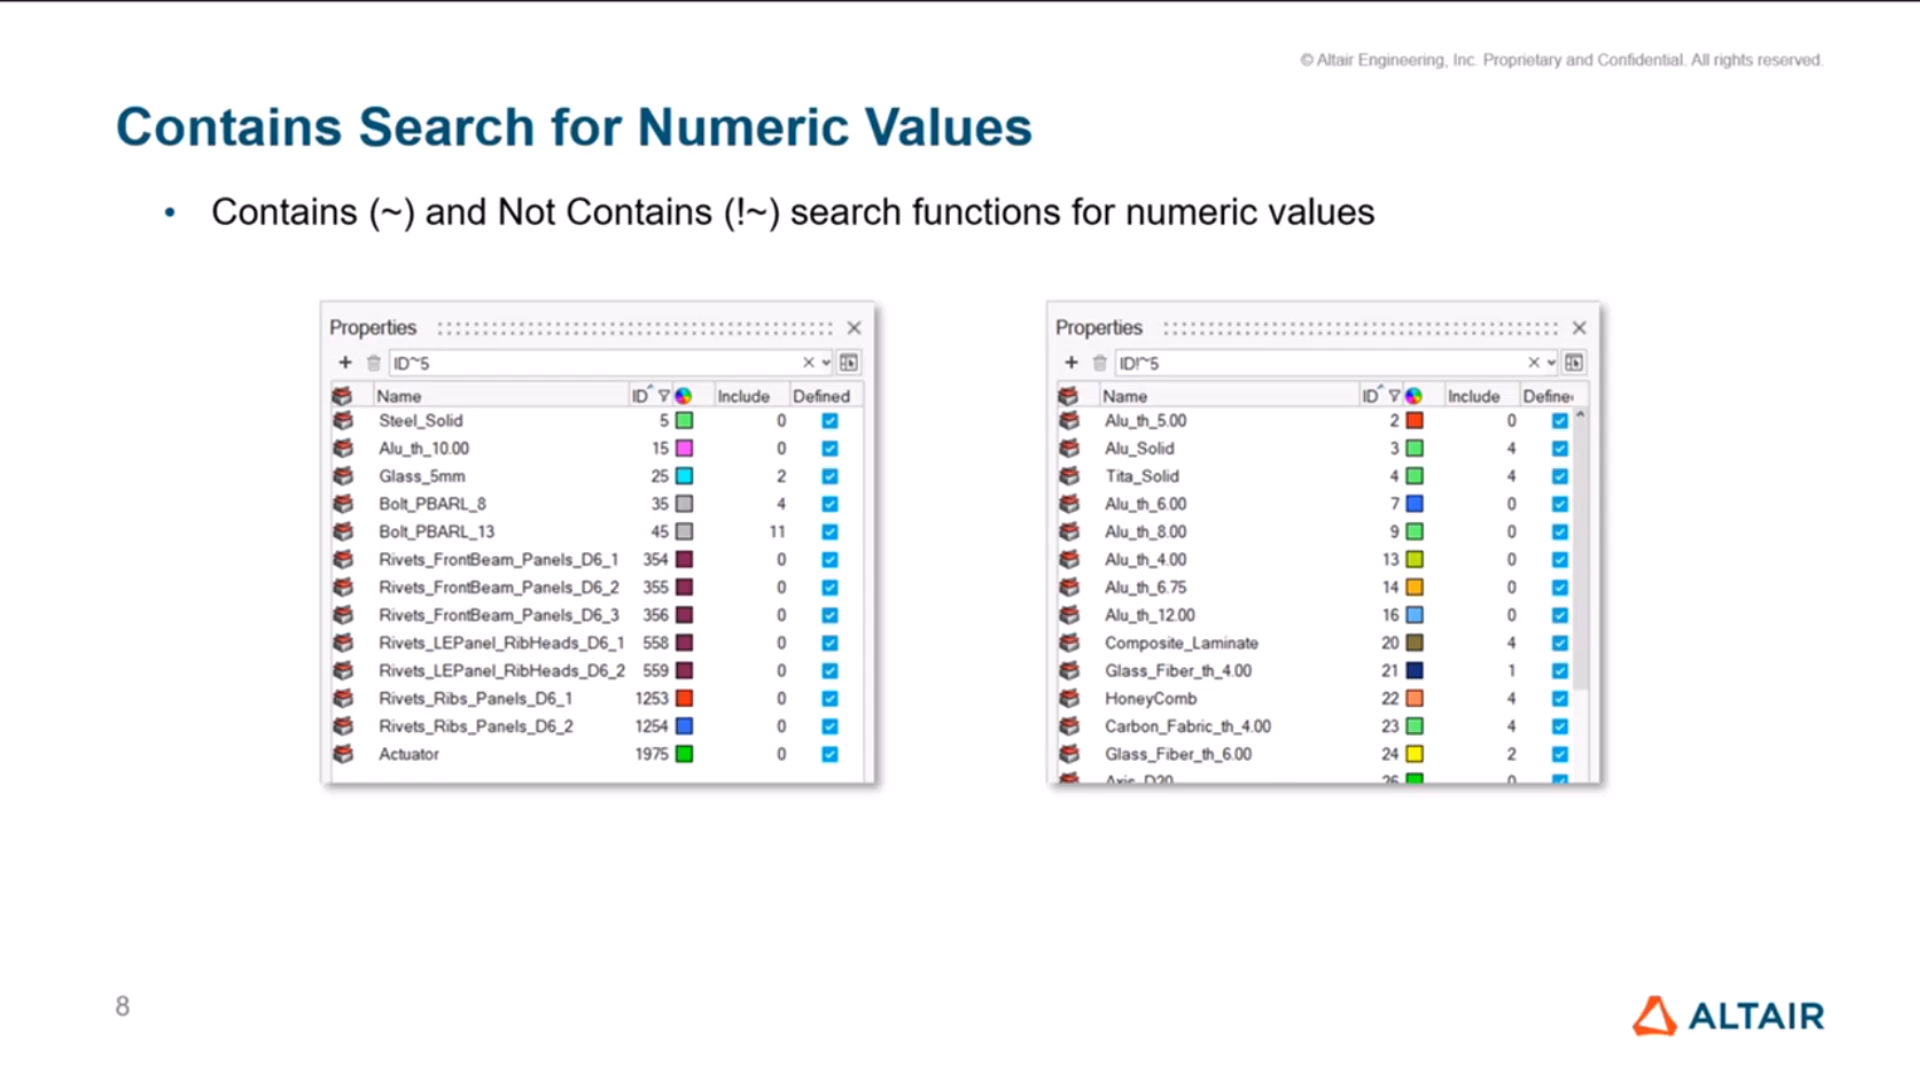 © Altair Engineering, Inc. Proprietary and Confidential. All rights reserved.
Contains Search for Numeric Values
• Contains (~) and Not Contains (!~) search functions for numeric values
Properties
ID~5
Name ID Include Defined
Steel_Solid 5 0
Alu_th_10.00 15 0
Glass_5mm 25 2
Bolt_PBARL_8 35 4
Bolt_PBARL_13 45 11
Rivets_FrontBeam_Panels_D6_1 354 0
Rivets_FrontBeam_Panels_D6_2 355 0
Rivets_FrontBeam_Panels_D6_3 356 0
Rivets_LEPanel_RibHeads_D6_1 558 0
Rivets_LEPanel_RibHeads_D6_2 559 0
Rivets_Ribs_Panels_D6_1 1253 0
Rivets_Ribs_Panels_D6_2 1254 0
Actuator 1975 0
Properties
ID!~5
Name ID Include Define
Alu_th_5.00 2 0
Alu_Solid 3 4
Tita_Solid 4 4
Alu_th_6.00 7 0
Alu_th_8.00 9 0
Alu_th_4.00 13 0
Alu_th_6.75 14 0
Alu_th_12.00 16 0
Composite_Laminate 20 4
Glass_Fiber_th_4.00 21 1
HoneyComb 22 4
Carbon_Fabric_th_4.00 23 4
Glass_Fiber_th_6.00 24 2
Axis_D20 26 0
8
ALTAIR